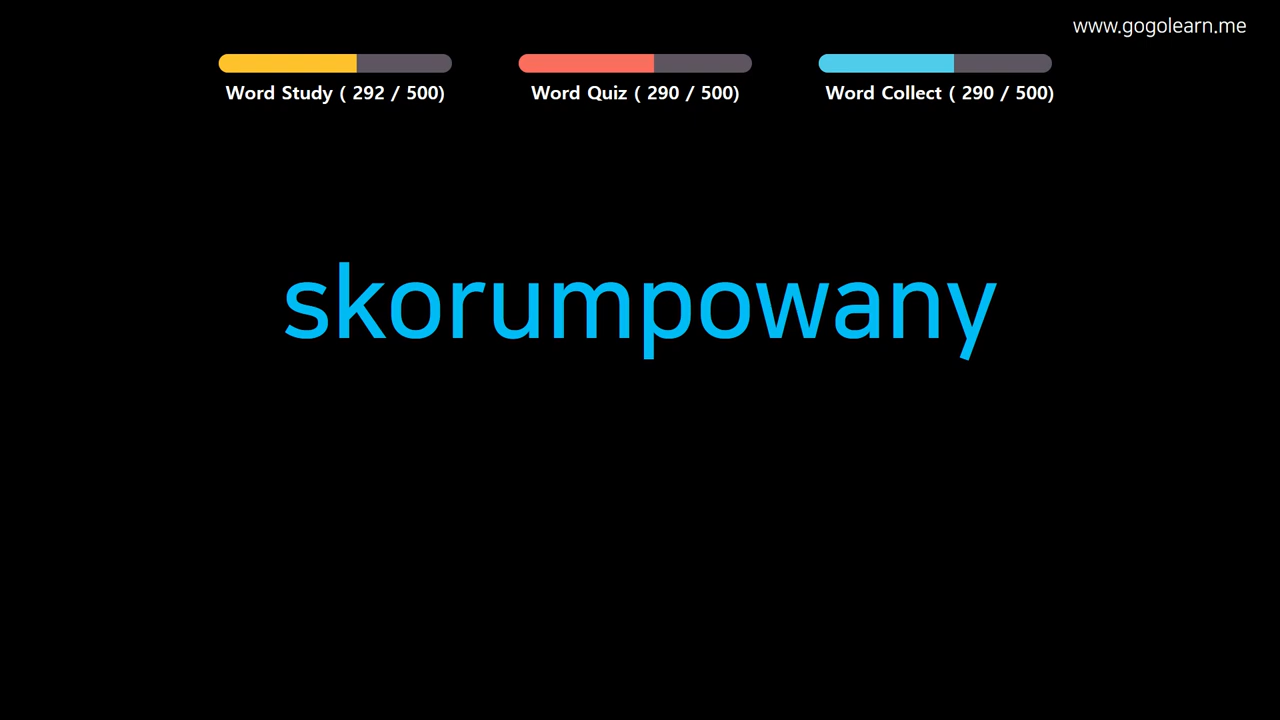 www.gogolearn.me
Word Study ( 292 / 500)
Word Quiz ( 290 / 500)
Word Collect ( 290 / 500)
skorumpowany